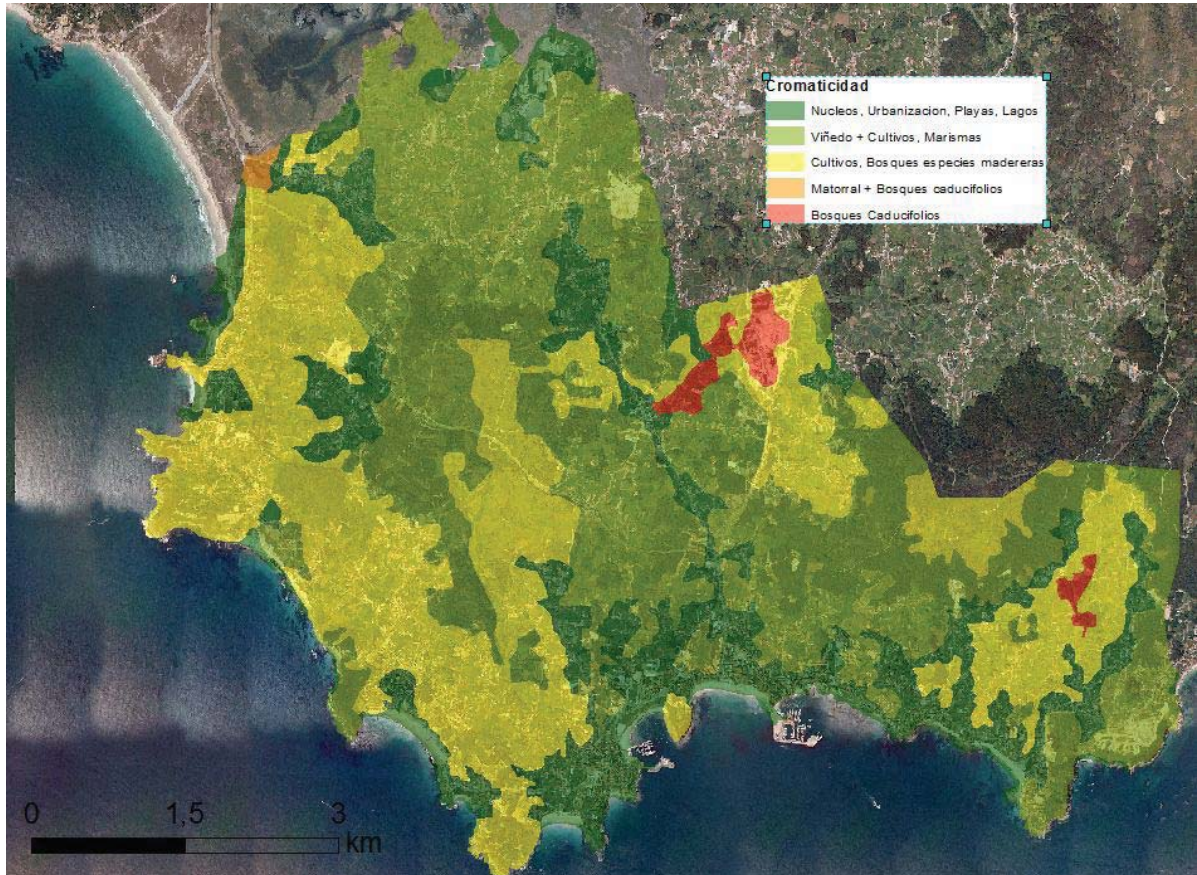 Cromaticidad
Nucleos, Urbanizacion, Playas, Lagos
Viñedo + Cultivos, Marismas
Cultivos, Bosques especies madereras
Matorral + Bosques caducifolios
Bosques Caducifolios
0 1,5 3
km